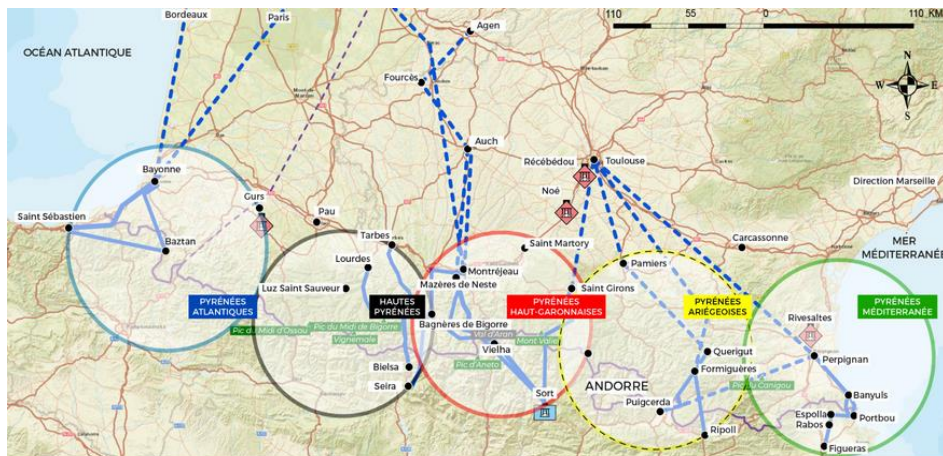 Bordeaux
Paris
Agen
110
55
0
110 KM
OCÉAN ATLANTIQUE
Fourcès
N
W
E
S
Auch
Récébédou
Toulouse
Bayonne
Noé
Direction Marseille
Gurs
Saint Sébastien
Pau
Baztan
Tarbes
Saint Martory
Carcassonne
MER
MÉDITERRANÉE
Lourdes
Montréjeau
Pamiers
Mazères de Neste
Luz Saint Sauveur
Saint Girons
PYRÉNÉES
ATLANTIQUES
HAUTES
PYRÉNÉES
PYRÉNÉES
HAUT-GARONNAISES
PYRÉNÉES
ARIÉGEOISES
PYRÉNÉES
MÉDITERRANÉE
Rivesaltes
Bagnères de Bigorre
Pic du Midi d'Ossau
Pic du Midi de Bigorre
Vignemale
Val d'Aran
Mont Valier
Vielha
Querigut
Perpignan
Bielsa
Pic d'Aneto
Formiguères
Seira
Sort
ANDORRE
Pic du Canigou
Banyuls
Puigcerda
Espolla
Portbou
Rabos
Ripoll
Figueras